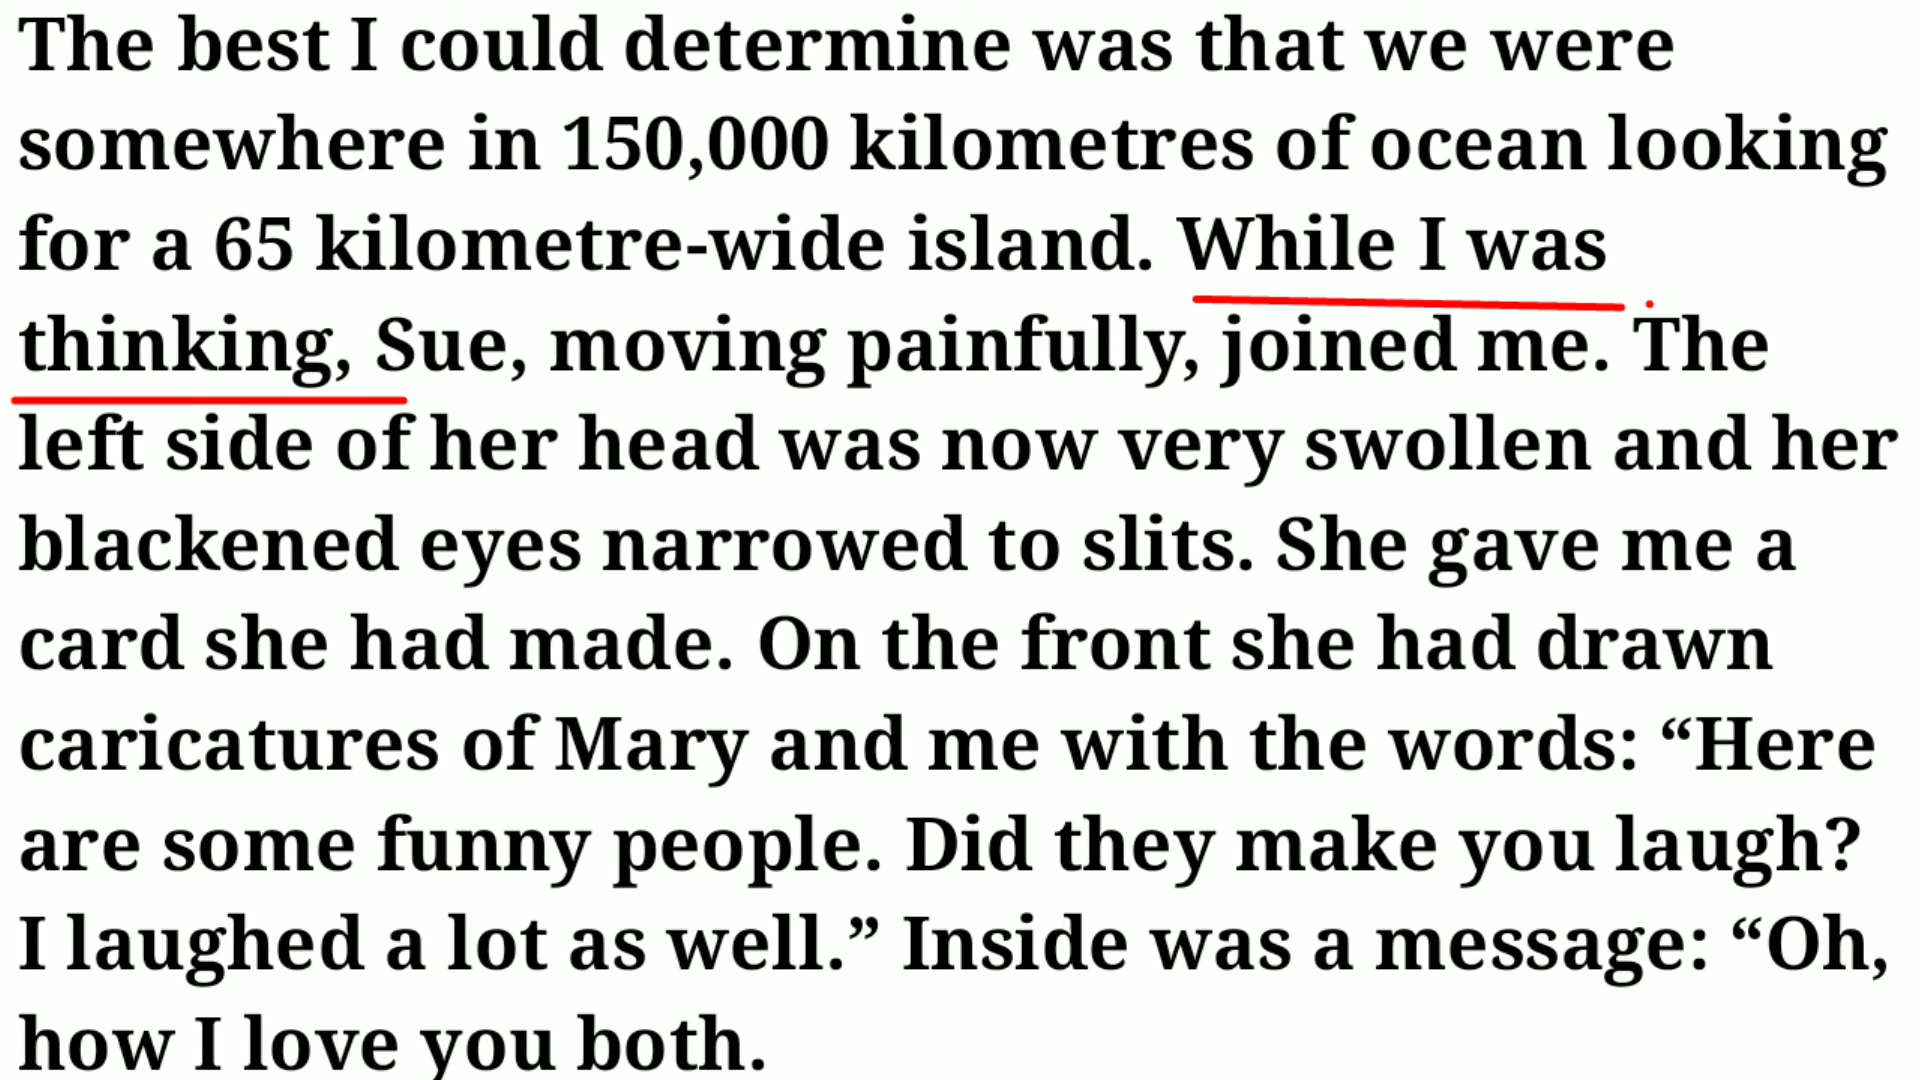 The best I could determine was that we were
somewhere in 150,000 kilometres of ocean looking
for a 65 kilometre-wide island. While I was
thinking, Sue, moving painfully, joined me. The
left side of her head was now very swollen and her
blackened eyes narrowed to slits. She gave me a
card she had made. On the front she had drawn
caricatures of Mary and me with the words: “Here
are some funny people. Did they make you laugh?
I laughed a lot as well.” Inside was a message: “Oh,
how I love you both.